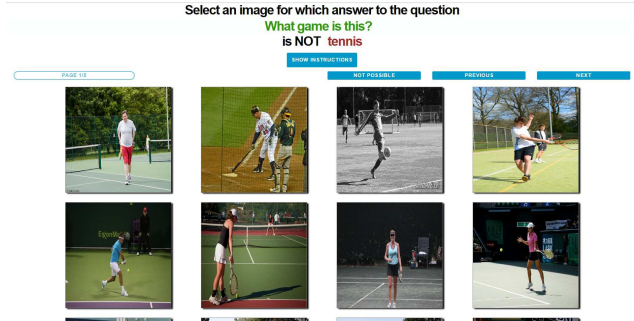 Select an image for which answer to the question
What game is this?
is NOT tennis
SHOW INSTRUCTIONS
PAGE 1/5
NOT POSSIBLE
PREVIOUS
NEXT